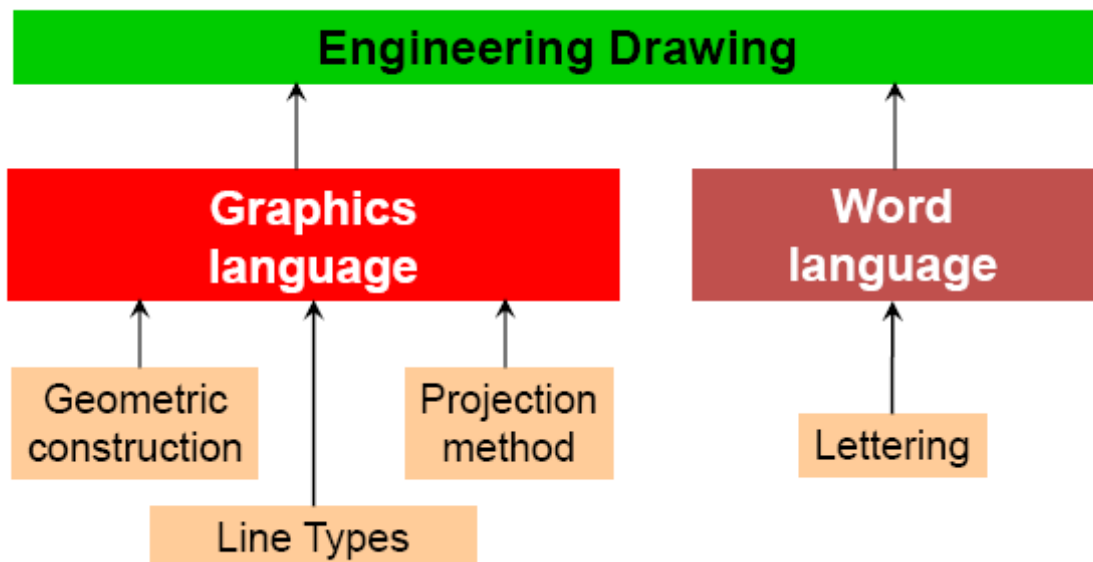 Engineering Drawing
Graphics
language
Word
language
Geometric
construction
Projection
method
Lettering
Line Types